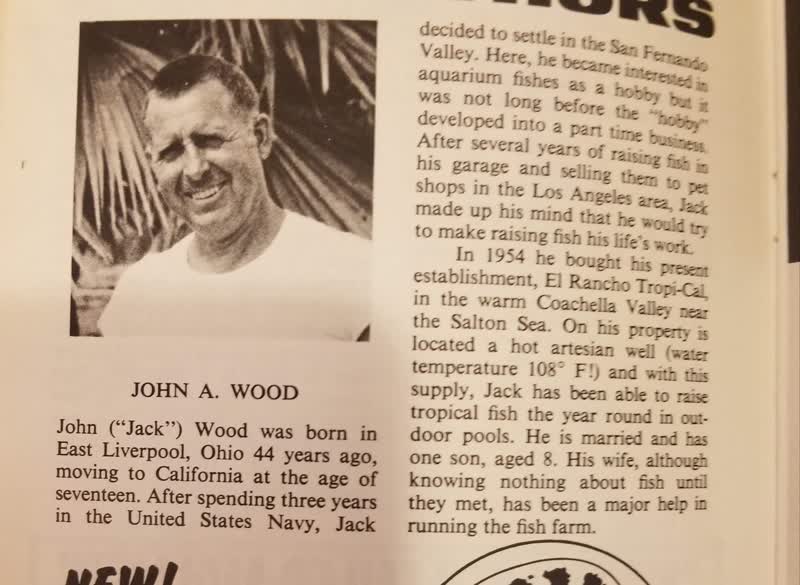 JOHN A. WOOD
John ("Jack") Wood was born in
East Liverpool, Ohio 44 years ago,
moving to California at the age of
seventeen. After spending three years
in the United States Navy, Jack
decided to settle in the San Fernando
Valley. Here, he became interested in
aquarium fishes as a hobby but it
was not long before the "hobby"
developed into a part time business.
After several years of raising fish in
his garage and selling them to pet
shops in the Los Angeles area, Jack
made up his mind that he would try
to make raising fish his life's work.
In 1954 he bought his present
establishment, El Rancho Tropi-Cal,
in the warm Coachella Valley near
the Salton Sea. On his property is
located a hot artesian well (water
temperature 108° F!) and with this
supply, Jack has been able to raise
tropical fish the year round in out-
door pools. He is married and has
one son, aged 8. His wife, although
knowing nothing about fish until
they met, has been a major help in
running the fish farm.
NEW!